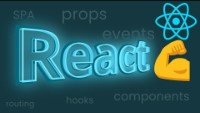 SPA
props
events
React
routing
hooks
components